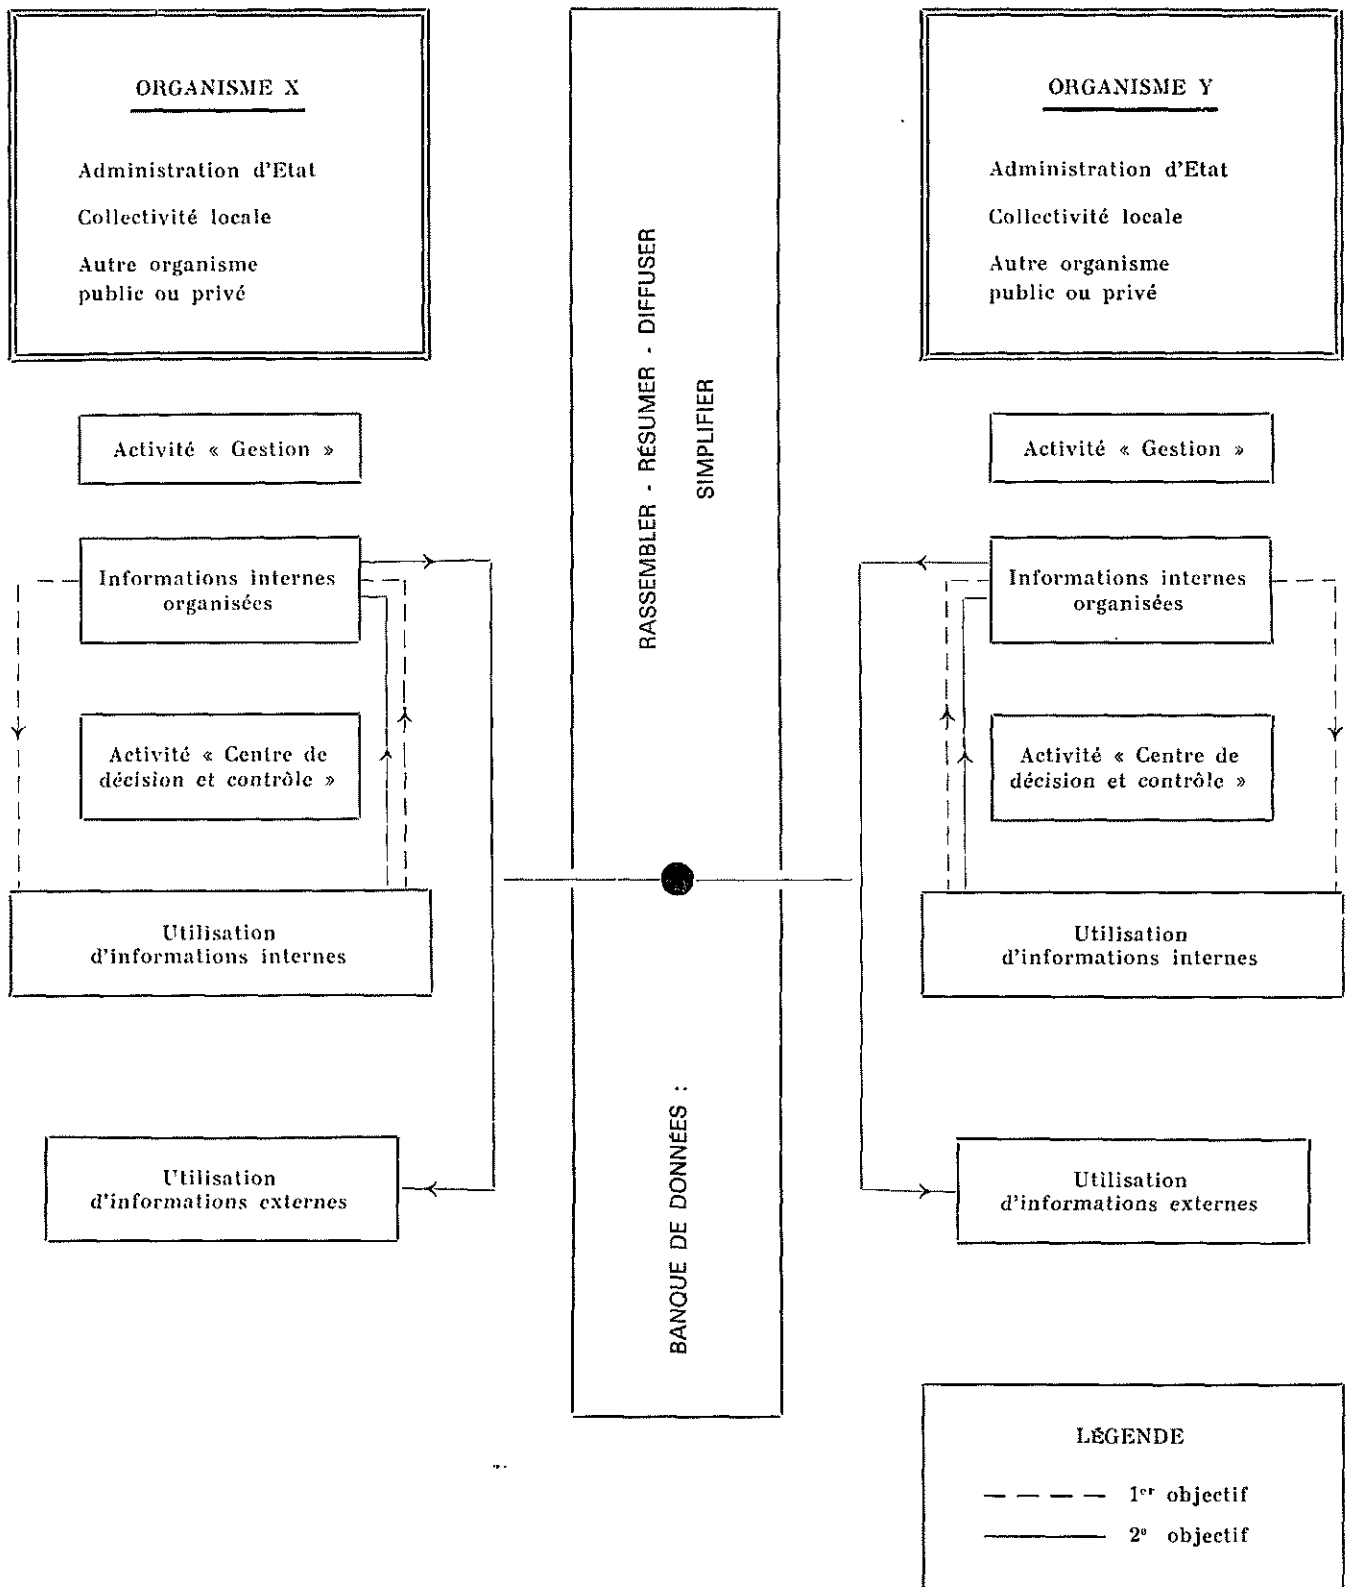 ORGANISME X
Administration d'Etat
Collectivité locale
Autre organisme
public ou privé
Activité « Gestion »
Informations internes
organisées
Activité « Centre de
décision et contrôle »
Utilisation
d'informations internes
Utilisation
d'informations externes
BANQUE DE DONNÉES : RASSEMBLER - RÉSUMER - DIFFUSER
SIMPLIFIER
ORGANISME Y
Administration d'Etat
Collectivité locale
Autre organisme
public ou privé
Activité « Gestion »
Informations internes
organisées
Activité « Centre de
décision et contrôle »
Utilisation
d'informations internes
Utilisation
d'informations externes
LÉGENDE
1er objectif
2e objectif